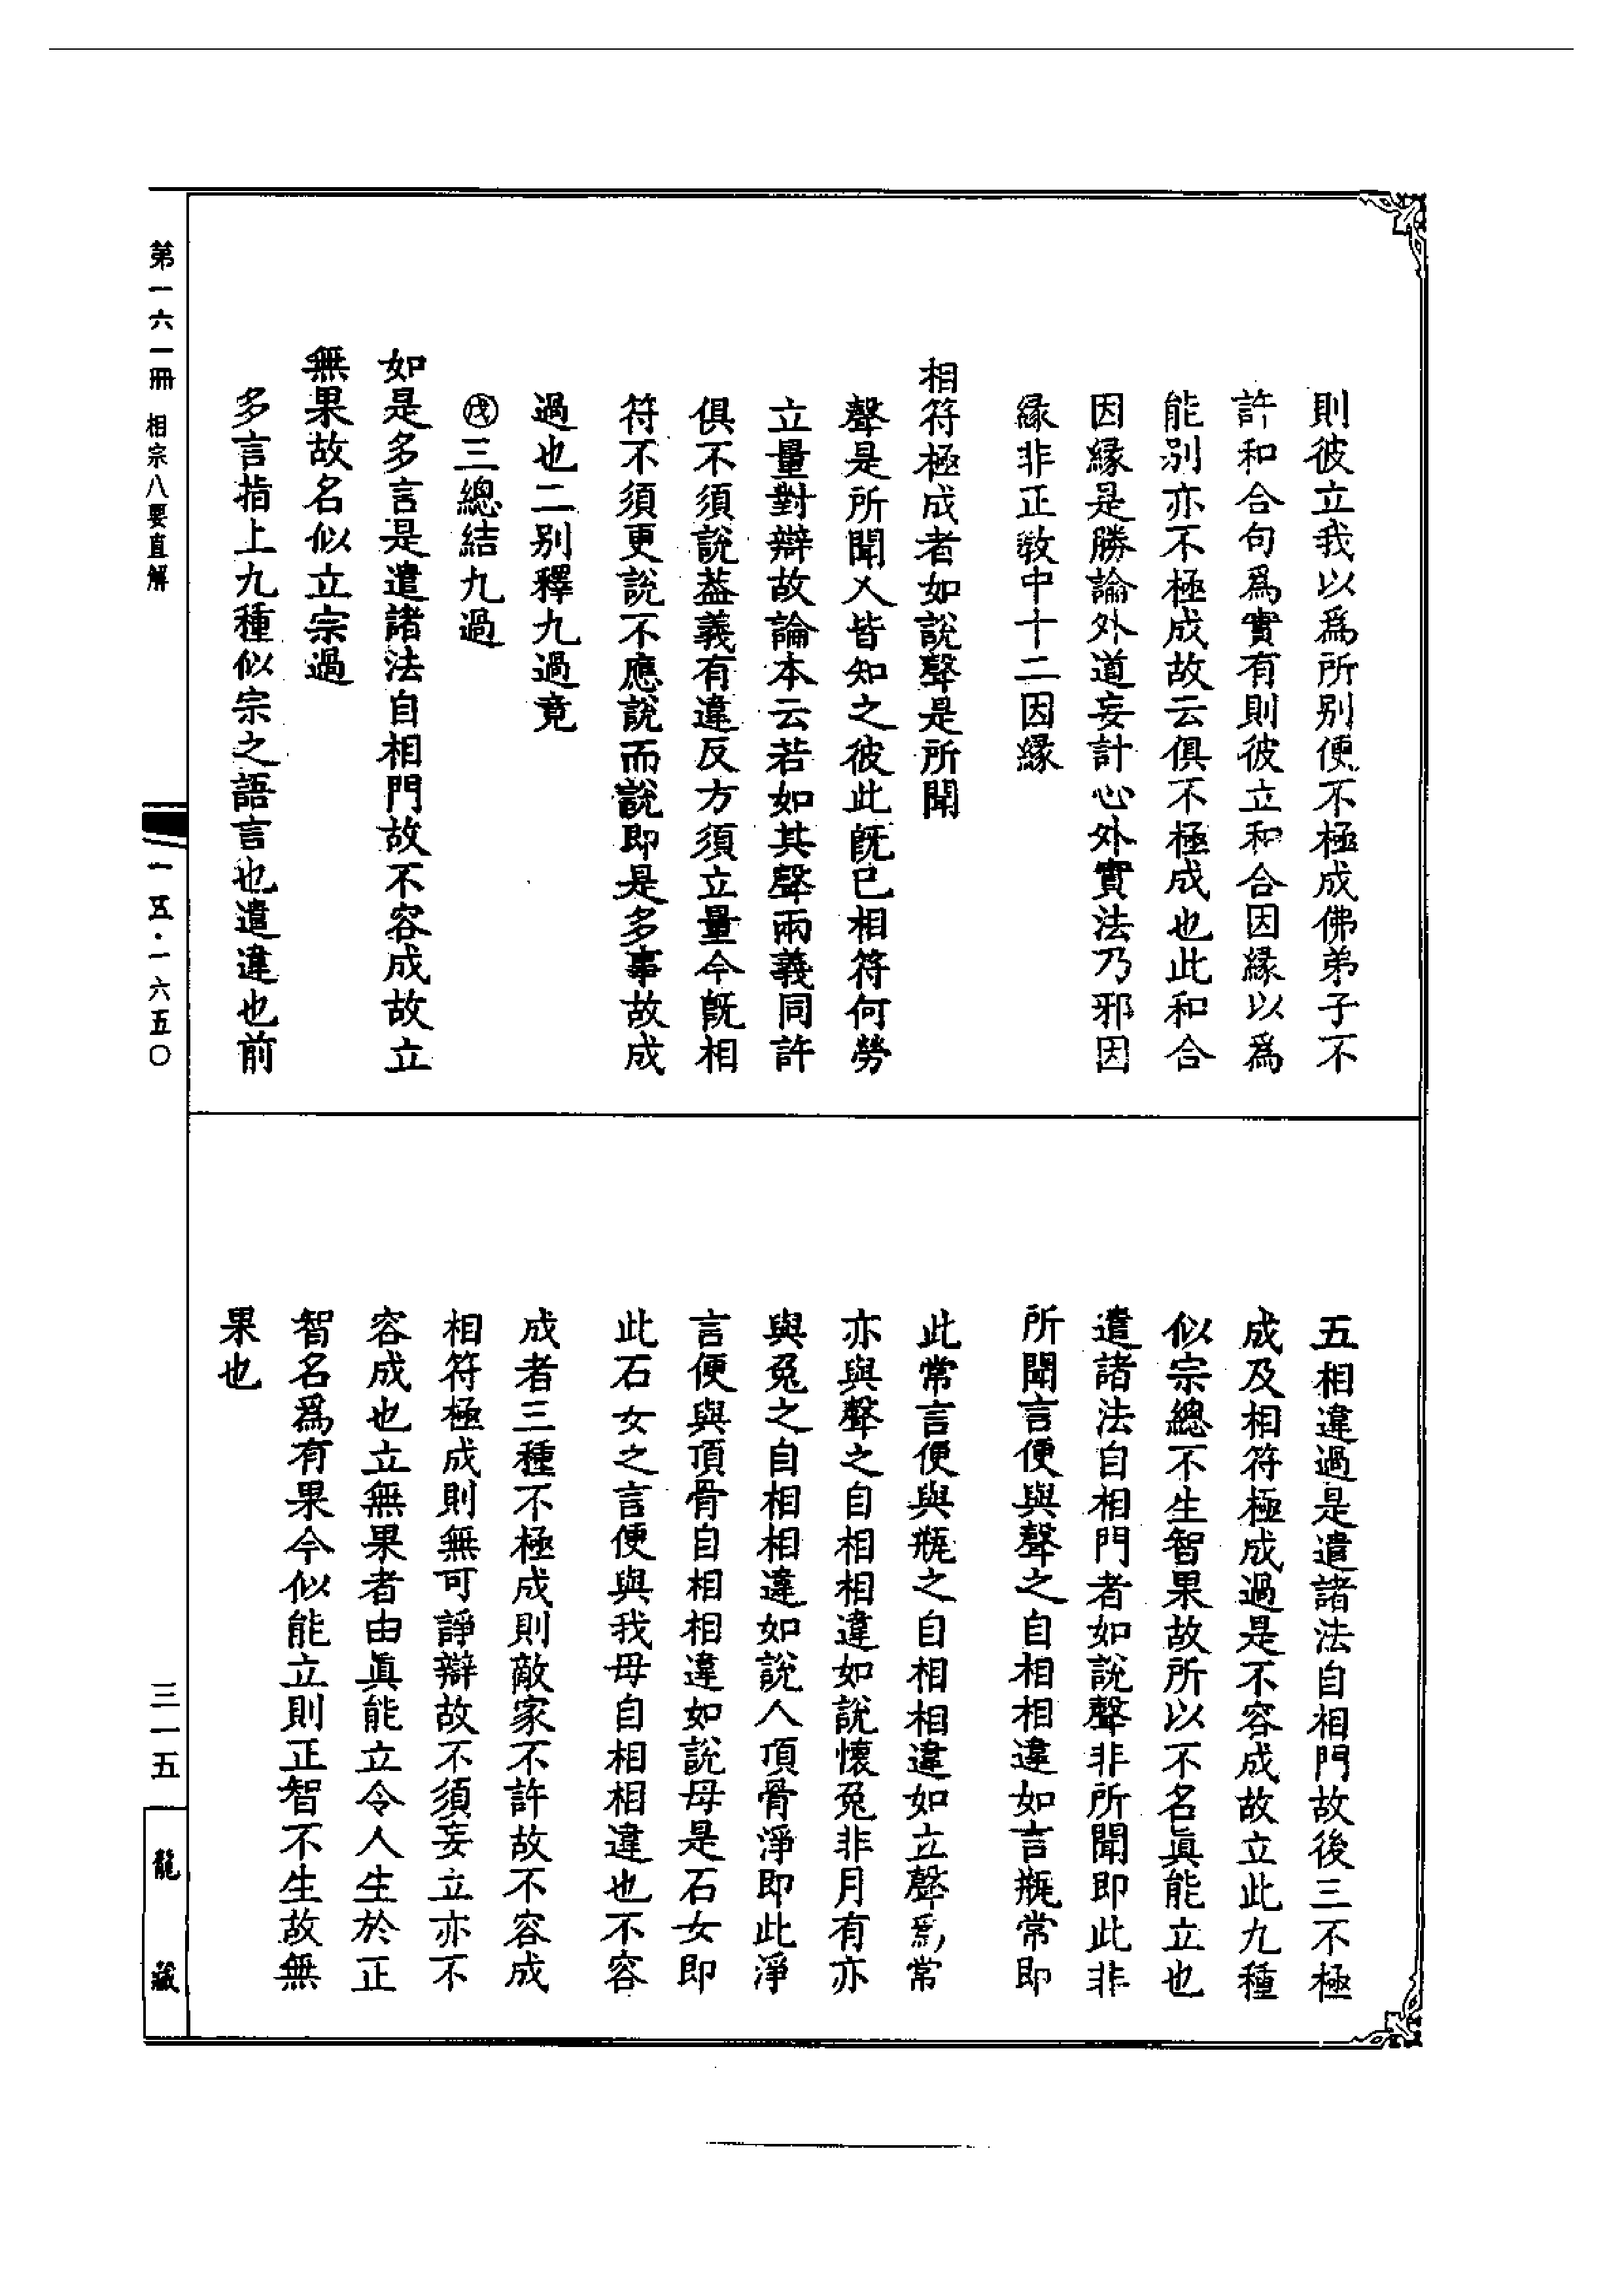 則彼立我以爲所别便不極成佛弟子不
許和合句爲實有則彼立和合因緣以爲
能别亦不極成故云俱不極成也此和合
因緣是勝論外道妄計心外實法乃邪因
緣非正教中十二因緣
相符極成者如說聲是所聞
聲是所聞人皆知之彼此既已相符何勞
立量對辯故論本云若如其聲兩義同許
俱不須說葢義有違反方須立量今既相
符不須更說不應說而說即是多事故成
過也二别釋九過竟
㊅三總結九過
如是多言是遣諸法自相門故不容成故立
無果故名似立宗過
多言指上九種似宗之語言也遣違也前
五相違過是遣諸法自相門故後三不極
成及相符極成過是不容成故立此九種
似宗總不生智果故所以不名眞能立也
遣諸法自相門者如說聲非所聞即此非
所聞言便與聲之自相相違如言瓶常即
此常言便與瓶之自相相違如立聲爲常
亦與聲之自相相違如說懷兔非月有亦
與兔之自相相違如說人頂骨淨即此淨
言便與頂骨自相相違如說母是石女即
此石女之言便與我母自相相違也不容
成者三種不極成則敵家不許故不容成
相符極成則無可諍辯故不須妄立亦不
容成也立無果者由眞能立令人生於正
智名爲有果今似能立則正智不生故無
果也
第一六一冊 相宗八要直解
一五·一六五〇
三一五
龍藏